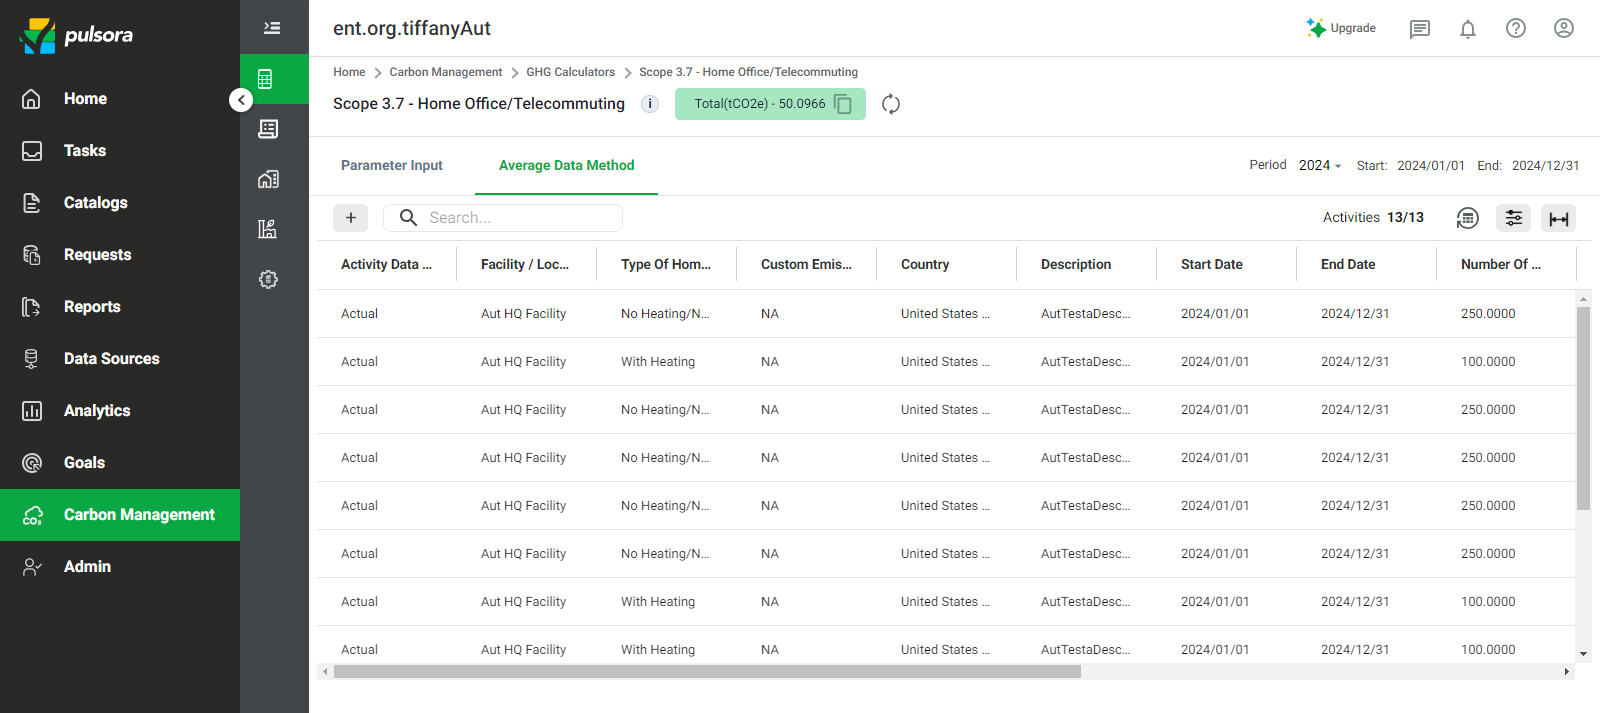 pulsora
Home
Tasks
Catalogs
Requests
Reports
Data Sources
Analytics
Goals
Carbon Management
Admin
ent.org.tiffanyAut
Upgrade
Home > Carbon Management > GHG Calculators > Scope 3.7 - Home Office/Telecommuting
Scope 3.7 - Home Office/Telecommuting i Total(tCO2e) - 50.0966
Parameter Input Average Data Method Period 2024 Start: 2024/01/01 End: 2024/12/31
+ Search... Activities 13/13
Activity Data ... Facility / Loc... Type Of Hom... Custom Emis... Country Description Start Date End Date Number Of ...
Actual Aut HQ Facility No Heating/N... NA United States ... AutTestaDesc... 2024/01/01 2024/12/31 250.0000
Actual Aut HQ Facility With Heating NA United States ... AutTestaDesc... 2024/01/01 2024/12/31 100.0000
Actual Aut HQ Facility No Heating/N... NA United States ... AutTestaDesc... 2024/01/01 2024/12/31 250.0000
Actual Aut HQ Facility No Heating/N... NA United States ... AutTestaDesc... 2024/01/01 2024/12/31 250.0000
Actual Aut HQ Facility No Heating/N... NA United States ... AutTestaDesc... 2024/01/01 2024/12/31 250.0000
Actual Aut HQ Facility No Heating/N... NA United States ... AutTestaDesc... 2024/01/01 2024/12/31 250.0000
Actual Aut HQ Facility With Heating NA United States ... AutTestaDesc... 2024/01/01 2024/12/31 100.0000
Actual Aut HQ Facility With Heating NA United States ... AutTestaDesc... 2024/01/01 2024/12/31 100.0000